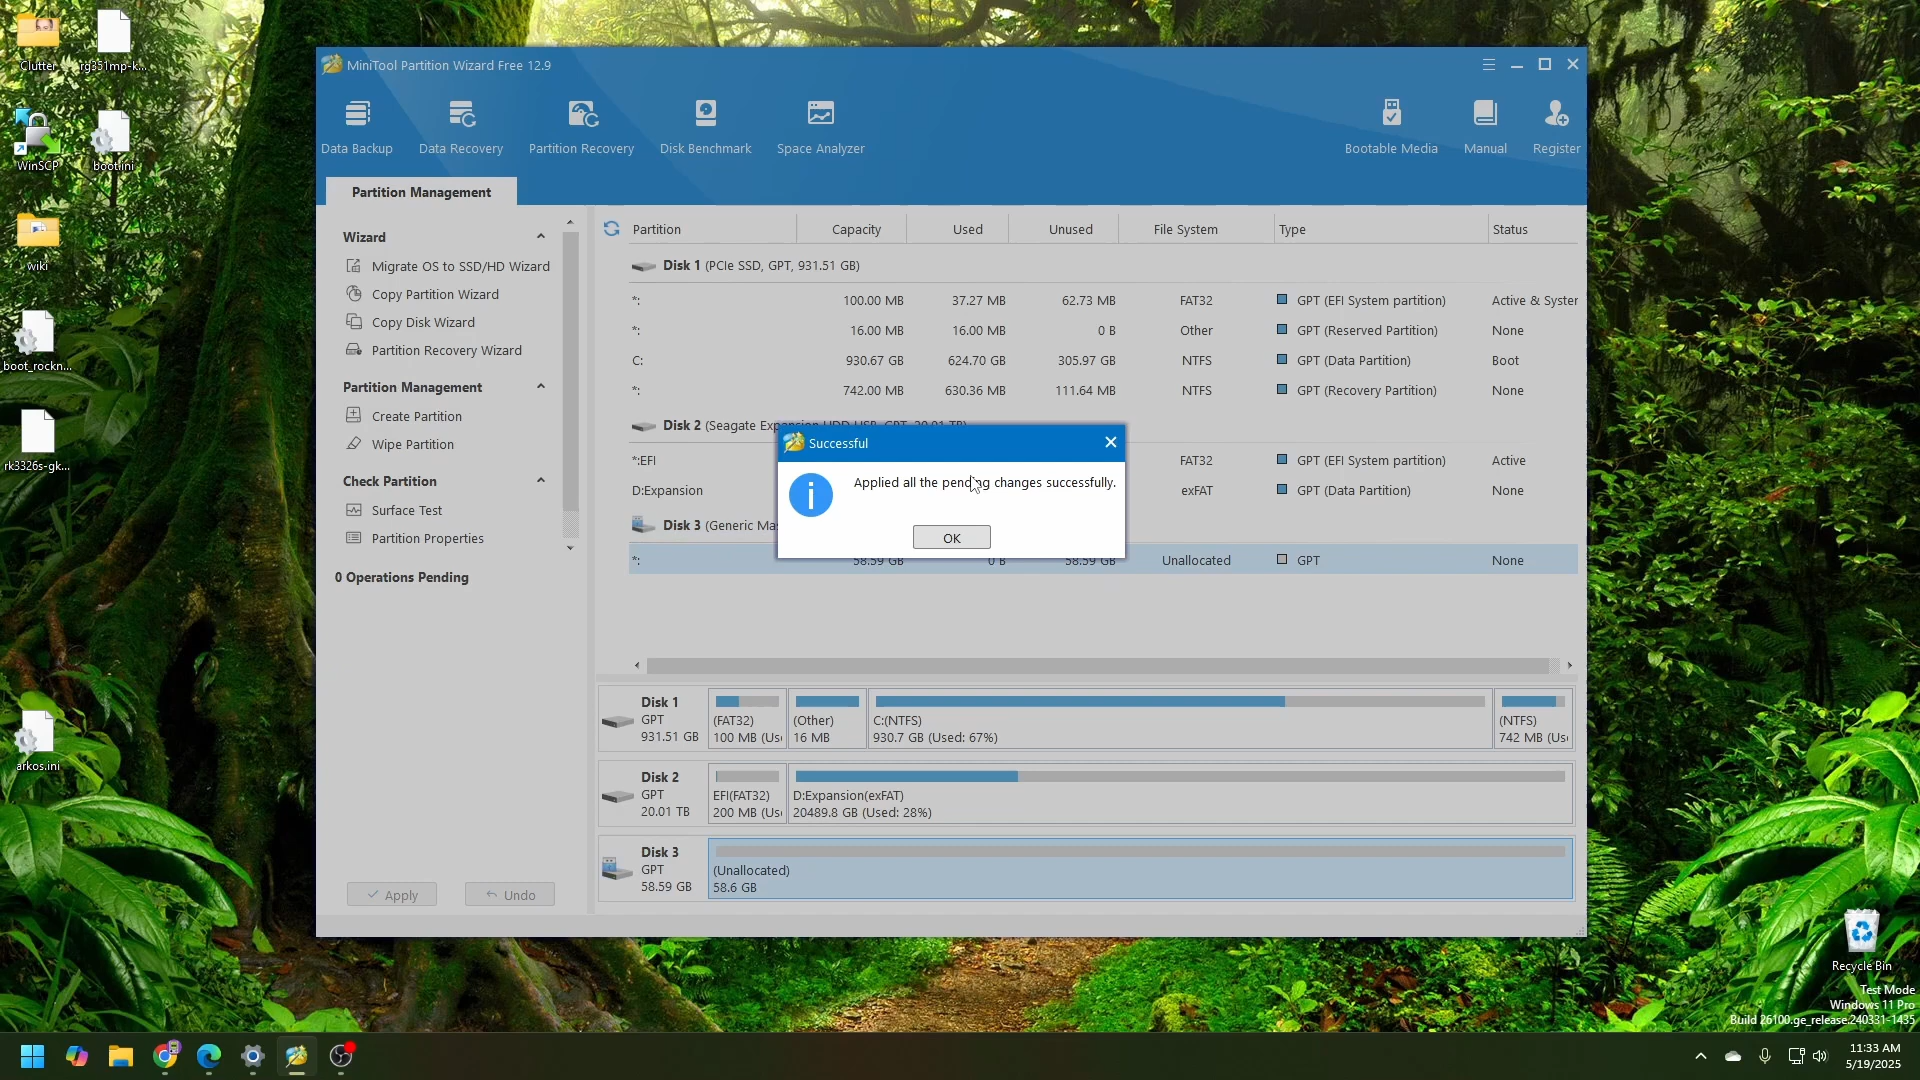 Clutter
rg351mp-k...
WinSCP
boot.ini
wiki
boot_rockn...
rk3326s-gk...
arkos.ini
MiniTool Partition Wizard Free 12.9
Data Backup
Data Recovery
Partition Recovery
Disk Benchmark
Space Analyzer
Bootable Media
Manual
Register
Partition Management
Wizard
Migrate OS to SSD/HD Wizard
Copy Partition Wizard
Copy Disk Wizard
Partition Recovery Wizard
Partition Management
Create Partition
Wipe Partition
Check Partition
Surface Test
Partition Properties
0 Operations Pending
Apply
Undo
Partition Capacity Used Unused File System Type Status
Disk 1 (PCIe SSD, GPT, 931.51 GB)
*: 100.00 MB 37.27 MB 62.73 MB FAT32 GPT (EFI System partition) Active & System
*: 16.00 MB 16.00 MB 0 B Other GPT (Reserved Partition) None
C: 930.67 GB 624.70 GB 305.97 GB NTFS GPT (Data Partition) Boot
*: 742.00 MB 630.36 MB 111.64 MB NTFS GPT (Recovery Partition) None
Disk 2 (Seagate Expansion HDD USB, GPT, 20.01 TB)
*:EFI FAT32 GPT (EFI System partition) Active
D:Expansion exFAT GPT (Data Partition) None
Disk 3 (Generic Mas
*: 58.59 GB 0 B 58.59 GB Unallocated GPT None
Successful
Applied all the pending changes successfully.
OK
Disk 1
GPT
931.51 GB
(FAT32)
100 MB (Us
(Other)
16 MB
C:(NTFS)
930.7 GB (Used: 67%)
(NTFS)
742 MB (Us
Disk 2
GPT
20.01 TB
EFI(FAT32)
200 MB (Us
D:Expansion(exFAT)
20489.8 GB (Used: 28%)
Disk 3
GPT
58.59 GB
(Unallocated)
58.6 GB
Recycle Bin
Test Mode
Windows 11 Pro
Build 26100.ge_release.240331-1435
11:33 AM
5/19/2025